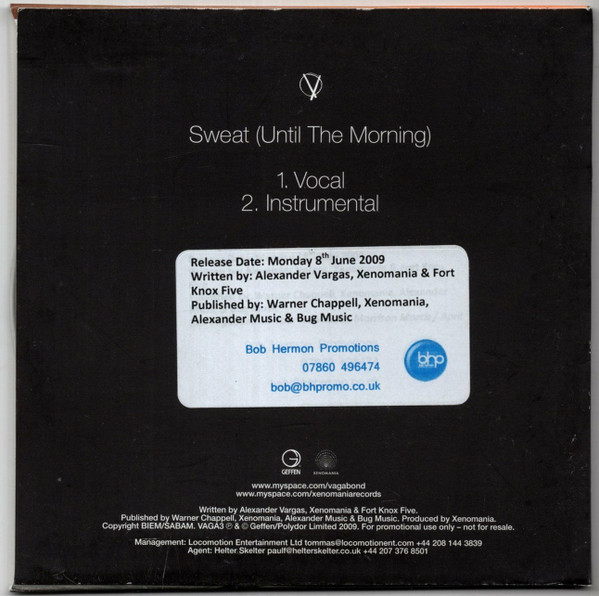 V
Sweat (Until The Morning)
1. Vocal
2. Instrumental
Release Date: Monday 8th June 2009
Written by: Alexander Vargas, Xenomania & Fort
Knox Five
Published by: Warner Chappell, Xenomania,
Alexander Music & Bug Music
Bob Hermon Promotions
07860 496474
bob@bhpromo.co.uk
bhp
GEFFEN
XENOMANIA
www.myspace.com/vagabond
www.myspace.com/xenomaniarecords
Written by Alexander Vargas, Xenomania & Fort Knox Five.
Published by Warner Chappell, Xenomania, Alexander Music & Bug Music. Produced by Xenomania.
Copyright BIEM/SABAM. VAGA3 ℗ & © Geffen/Polydor Limited 2009. For promotional use only – not for resale.
Management: Locomotion Entertainment Ltd tommas@locomotionent.com +44 208 144 3839
Agent: Helter Skelter paulf@helterskelter.co.uk +44 207 376 8501